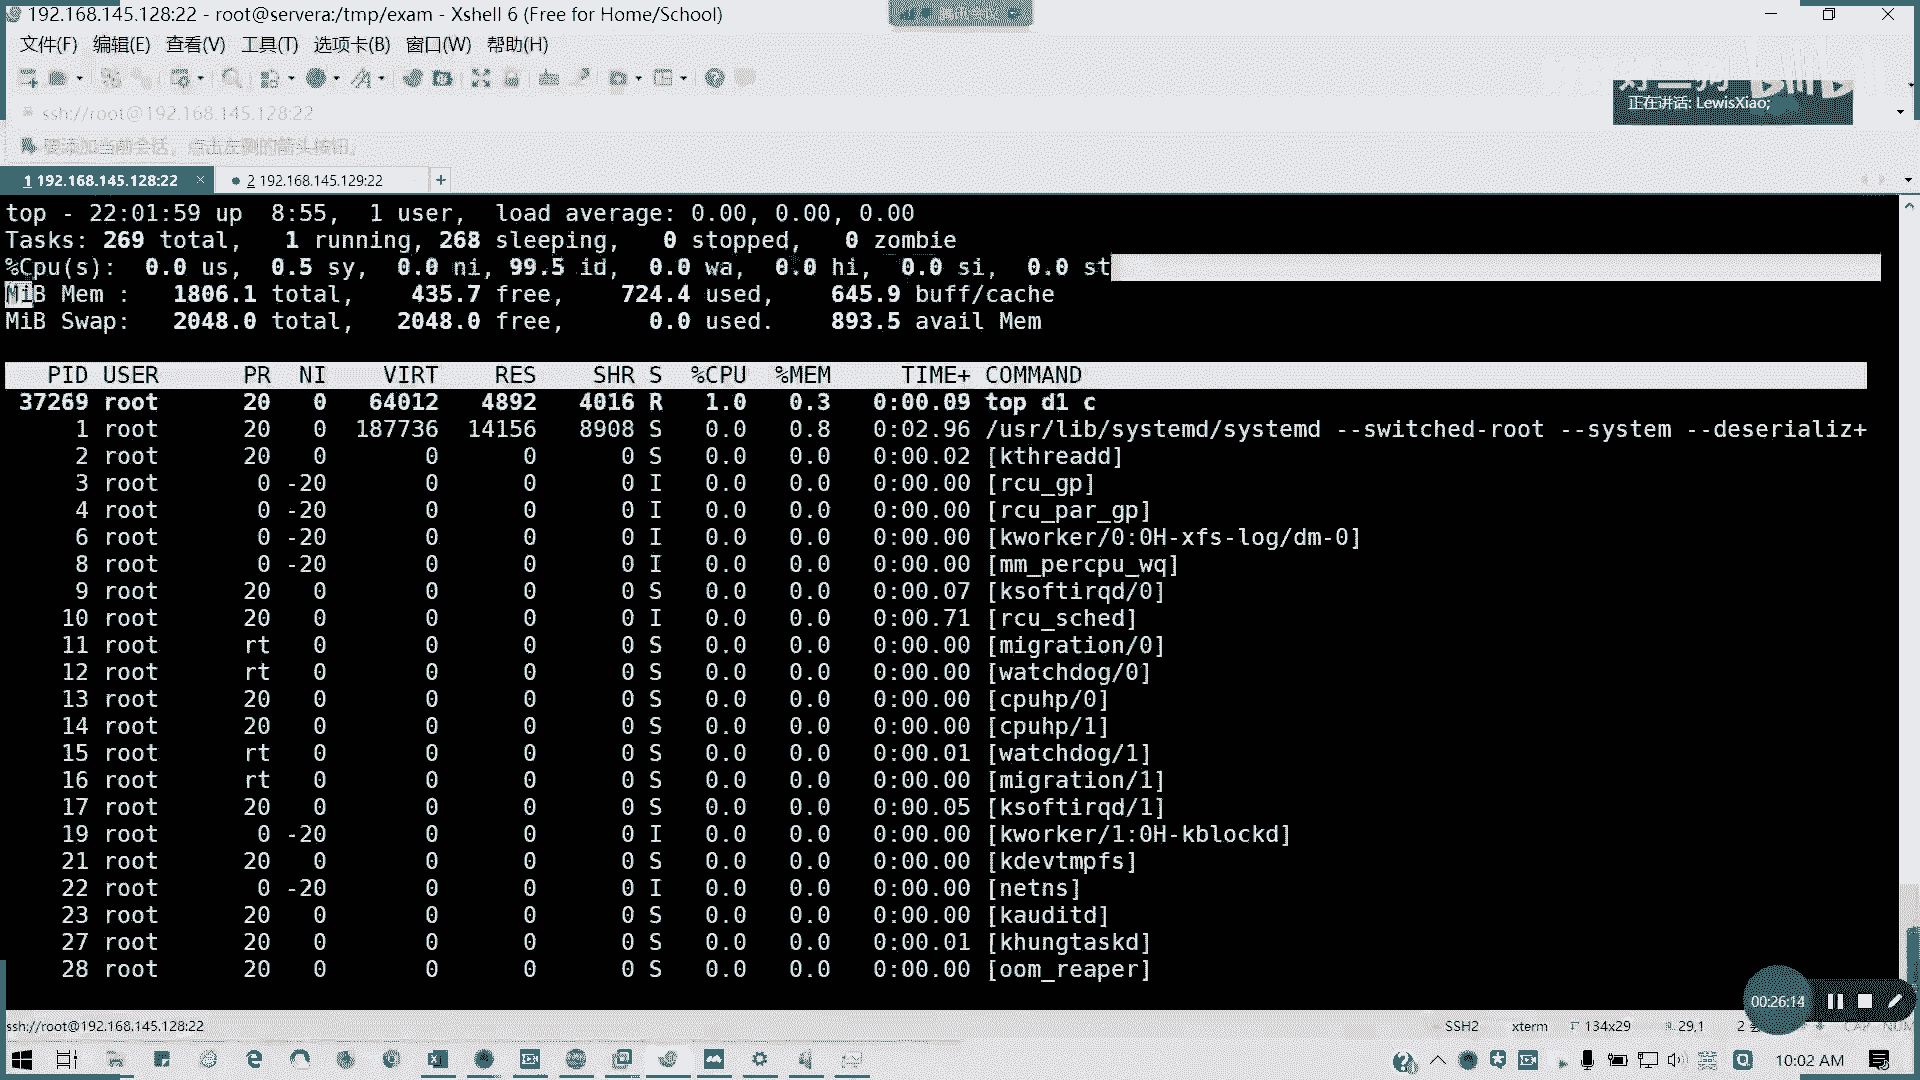 192.168.145.128:22 - root@servera:/tmp/exam - Xshell 6 (Free for Home/School)
文件(F) 编辑(E) 查看(V) 工具(T) 选项卡(B) 窗口(W) 帮助(H)
正在讲话: LewisXiao;
ssh://root@192.168.145.128:22
要添加当前会话，点击左侧的箭头按钮。
1 192.168.145.128:22 × 2 192.168.145.129:22 +
top - 22:01:59 up  8:55,  1 user,  load average: 0.00, 0.00, 0.00
Tasks: 269 total,   1 running, 268 sleeping,   0 stopped,   0 zombie
%Cpu(s):  0.0 us,  0.5 sy,  0.0 ni, 99.5 id,  0.0 wa,  0.0 hi,  0.0 si,  0.0 st
MiB Mem :   1806.1 total,    435.7 free,    724.4 used,    645.9 buff/cache
MiB Swap:   2048.0 total,   2048.0 free,      0.0 used.    893.5 avail Mem
PID USER PR NI VIRT RES SHR S %CPU %MEM TIME+ COMMAND
37269 root 20 0 64012 4892 4016 R 1.0 0.3 0:00.09 top d1 c
1 root 20 0 187736 14156 8908 S 0.0 0.8 0:02.96 /usr/lib/systemd/systemd --switched-root --system --deserializ+
2 root 20 0 0 0 0 S 0.0 0.0 0:00.02 [kthreadd]
3 root 0 -20 0 0 0 I 0.0 0.0 0:00.00 [rcu_gp]
4 root 0 -20 0 0 0 I 0.0 0.0 0:00.00 [rcu_par_gp]
6 root 0 -20 0 0 0 I 0.0 0.0 0:00.00 [kworker/0:0H-xfs-log/dm-0]
8 root 0 -20 0 0 0 I 0.0 0.0 0:00.00 [mm_percpu_wq]
9 root 20 0 0 0 0 S 0.0 0.0 0:00.07 [ksoftirqd/0]
10 root 20 0 0 0 0 I 0.0 0.0 0:00.71 [rcu_sched]
11 root rt 0 0 0 0 S 0.0 0.0 0:00.00 [migration/0]
12 root rt 0 0 0 0 S 0.0 0.0 0:00.00 [watchdog/0]
13 root 20 0 0 0 0 S 0.0 0.0 0:00.00 [cpuhp/0]
14 root 20 0 0 0 0 S 0.0 0.0 0:00.00 [cpuhp/1]
15 root rt 0 0 0 0 S 0.0 0.0 0:00.01 [watchdog/1]
16 root rt 0 0 0 0 S 0.0 0.0 0:00.00 [migration/1]
17 root 20 0 0 0 0 S 0.0 0.0 0:00.05 [ksoftirqd/1]
19 root 0 -20 0 0 0 I 0.0 0.0 0:00.00 [kworker/1:0H-kblockd]
21 root 20 0 0 0 0 S 0.0 0.0 0:00.00 [kdevtmpfs]
22 root 0 -20 0 0 0 I 0.0 0.0 0:00.00 [netns]
23 root 20 0 0 0 0 S 0.0 0.0 0:00.00 [kauditd]
27 root 20 0 0 0 0 S 0.0 0.0 0:00.01 [khungtaskd]
28 root 20 0 0 0 0 S 0.0 0.0 0:00.00 [oom_reaper]
00:26:14
ssh://root@192.168.145.128:22 SSH2 xterm 134x29 29,1 2 CAP NUM
10:02 AM